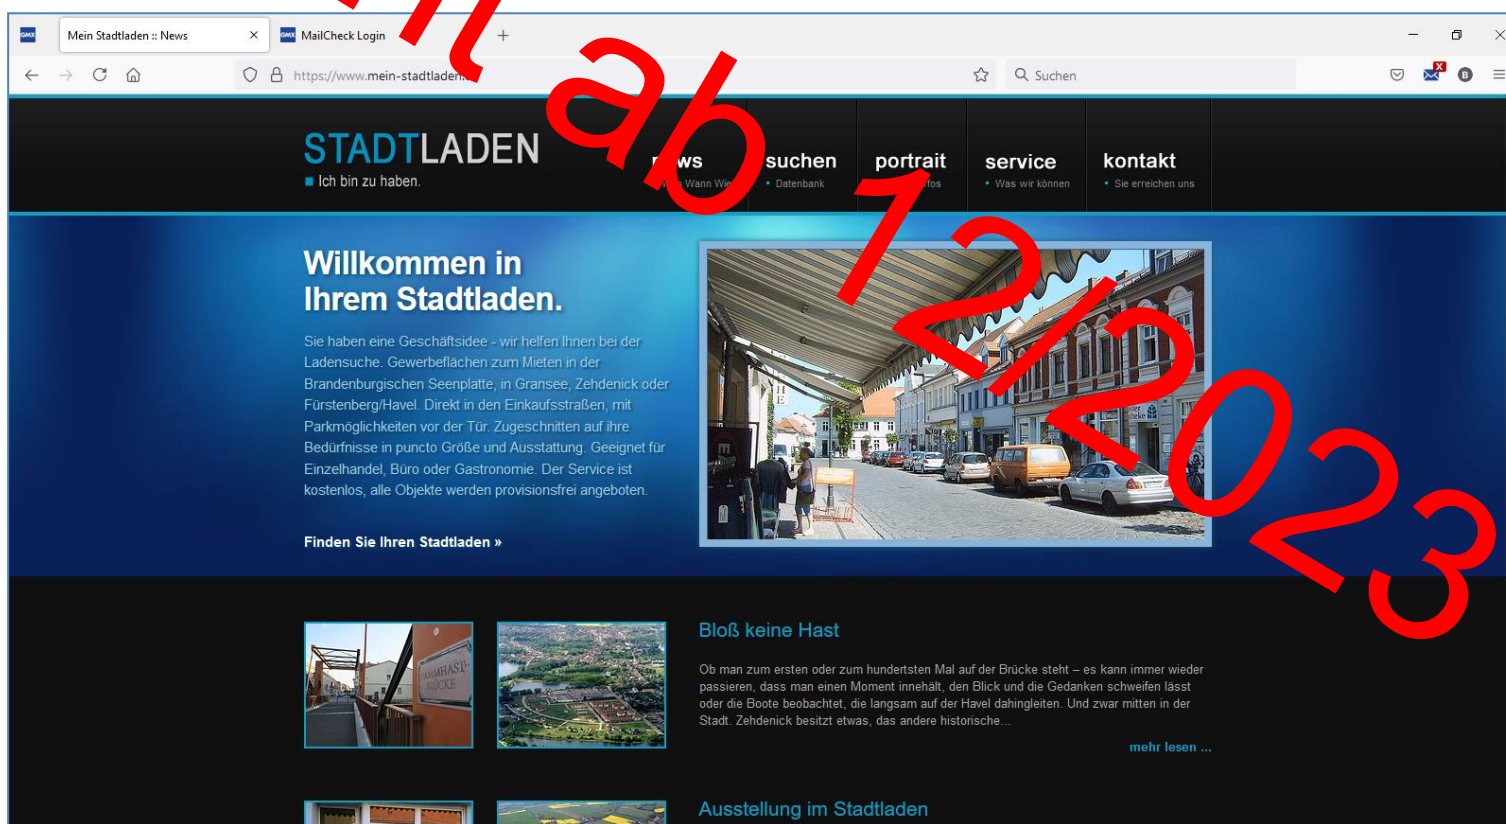 Mein Stadtladen :: News
MailCheck Login
https://www.mein-stadtladen.
Suchen
STADTLADEN
Ich bin zu haben.
suchen
Datenbank
portrait
service
Was wir können
kontakt
Sie erreichen uns
ab 12/2023
Willkommen in
Ihrem Stadtladen.
Sie haben eine Geschäftsidee - wir helfen Ihnen bei der
Ladensuche. Gewerbeflächen zum Mieten in der
Brandenburgischen Seenplatte, in Gransee, Zehdenick oder
Fürstenberg/Havel. Direkt in den Einkaufsstraßen, mit
Parkmöglichkeiten vor der Tür. Zugeschnitten auf ihre
Bedürfnisse in puncto Größe und Ausstattung. Geeignet für
Einzelhandel, Büro oder Gastronomie. Der Service ist
kostenlos, alle Objekte werden provisionsfrei angeboten.
Finden Sie Ihren Stadtladen »
Bloß keine Hast
Ob man zum ersten oder zum hundertsten Mal auf der Brücke steht – es kann immer wieder
passieren, dass man einen Moment innehält, den Blick und die Gedanken schweifen lässt
oder die Boote beobachtet, die langsam auf der Havel dahingleiten. Und zwar mitten in der
Stadt. Zehdenick besitzt etwas, das andere historische...
mehr lesen ...
Ausstellung im Stadtladen